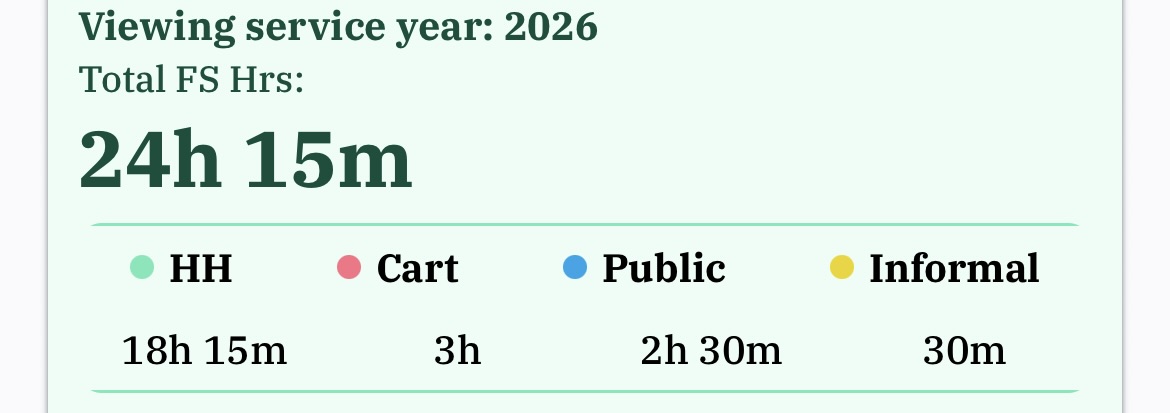 Viewing service year: 2026
Total FS Hrs:
24h 15m
HH Cart Public Informal
18h 15m 3h 2h 30m 30m